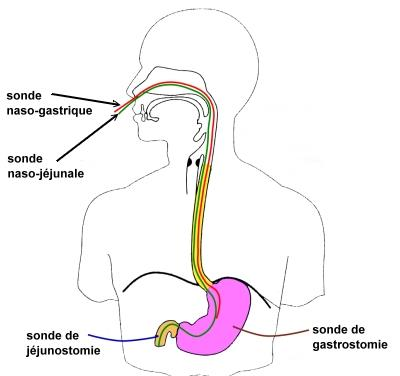 sonde
naso-gastrique
sonde
naso-jéjunale
sonde de
jéjunostomie
sonde de
gastrostomie